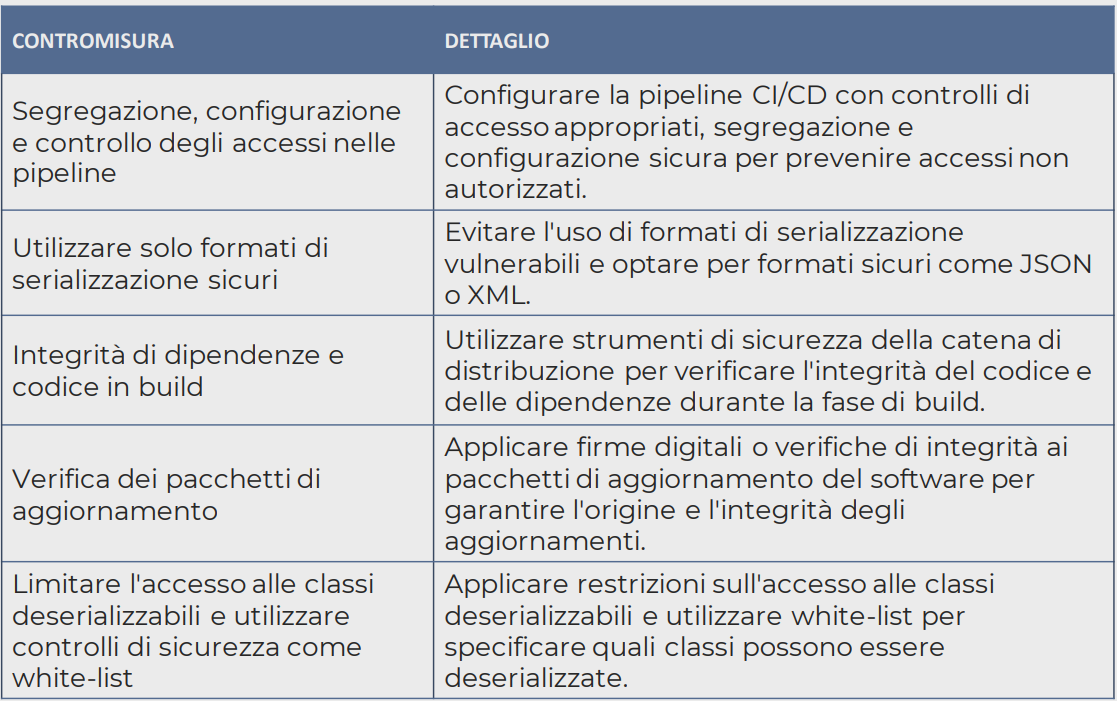 CONTROMISURA
DETTAGLIO
Segregazione, configurazione
e controllo degli accessi nelle
pipeline
Configurare la pipeline CI/CD con controlli di
accesso appropriati, segregazione e
configurazione sicura per prevenire accessi non
autorizzati.
Utilizzare solo formati di
serializzazione sicuri
Evitare l'uso di formati di serializzazione
vulnerabili e optare per formati sicuri come JSON
o XML.
Integrità di dipendenze e
codice in build
Utilizzare strumenti di sicurezza della catena di
distribuzione per verificare l'integrità del codice e
delle dipendenze durante la fase di build.
Verifica dei pacchetti di
aggiornamento
Applicare firme digitali o verifiche di integrità ai
pacchetti di aggiornamento del software per
garantire l'origine e l'integrità degli
aggiornamenti.
Limitare l'accesso alle classi
deserializzabili e utilizzare
controlli di sicurezza come
white-list
Applicare restrizioni sull'accesso alle classi
deserializzabili e utilizzare white-list per
specificare quali classi possono essere
deserializzate.